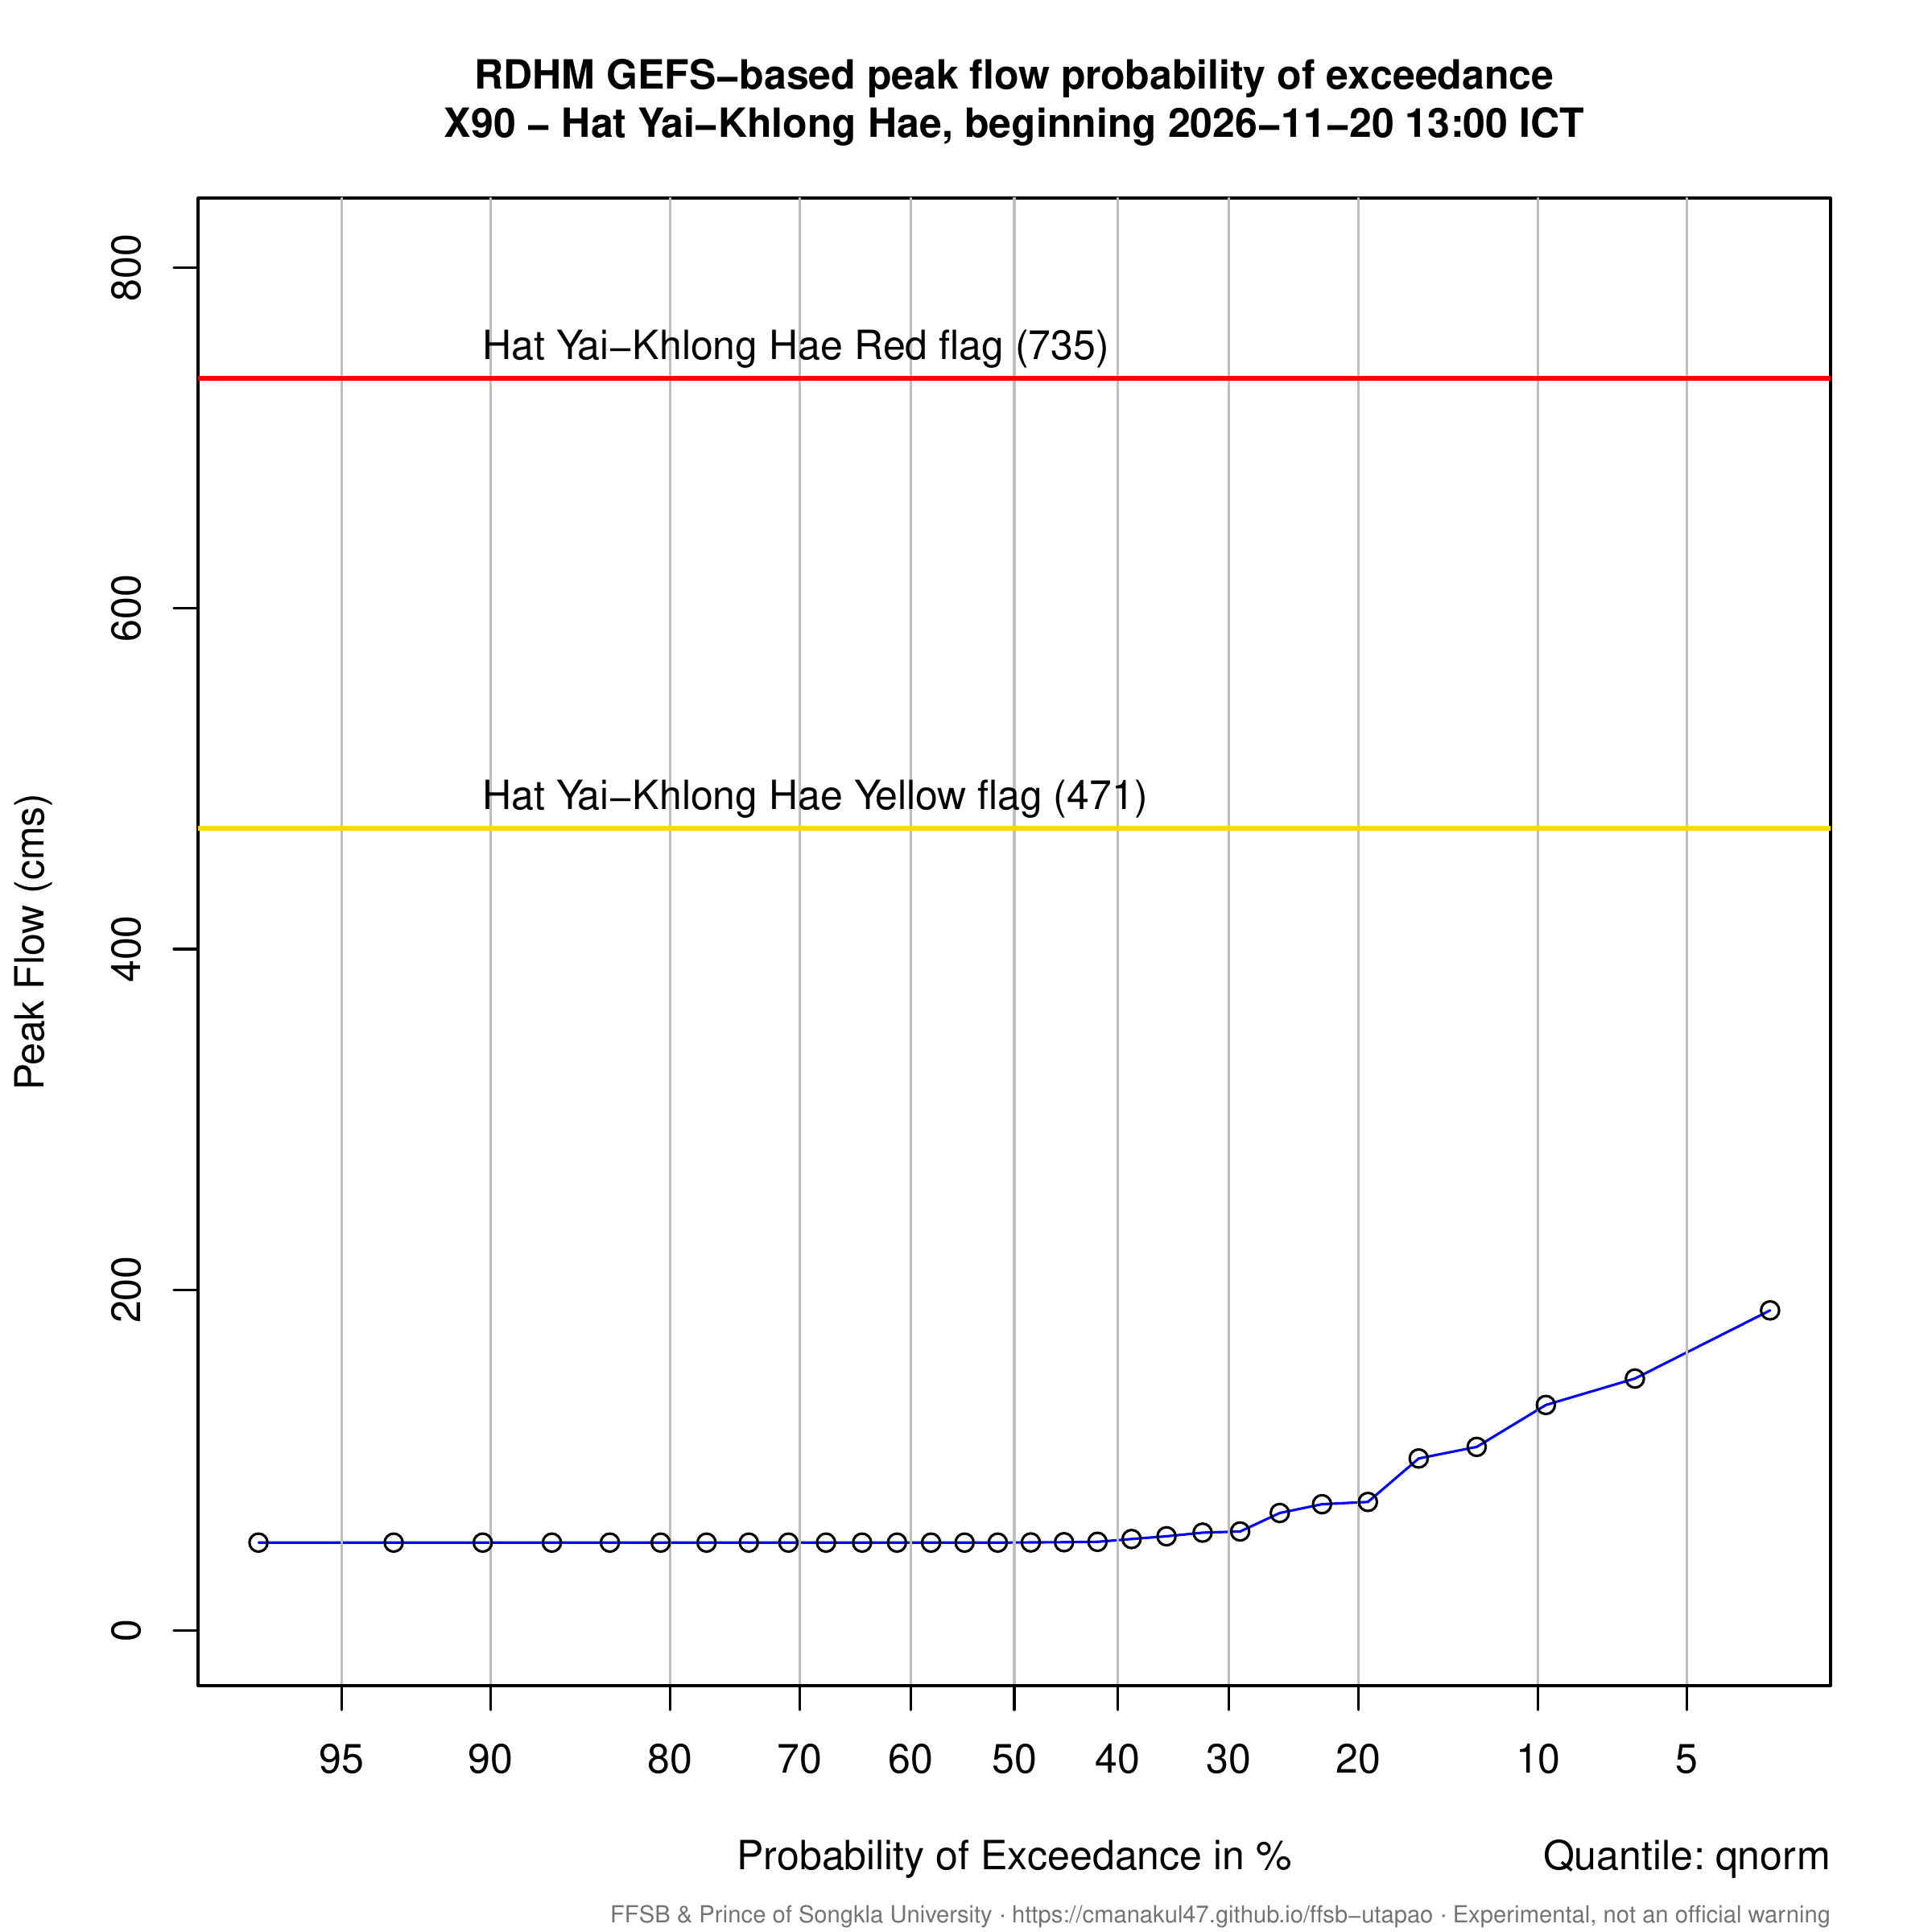 RDHM GEFS–based peak flow probability of exceedance
X90 – Hat Yai–Khlong Hae, beginning 2026–11–20 13:00 ICT
800
600
400
200
0
Peak Flow (cms)
Hat Yai–Khlong Hae Red flag (735)
Hat Yai–Khlong Hae Yellow flag (471)
95 90 80 70 60 50 40 30 20 10 5
Probability of Exceedance in %
Quantile: qnorm
FFSB & Prince of Songkla University · https://cmanakul47.github.io/ffsb–utapao · Experimental, not an official warning